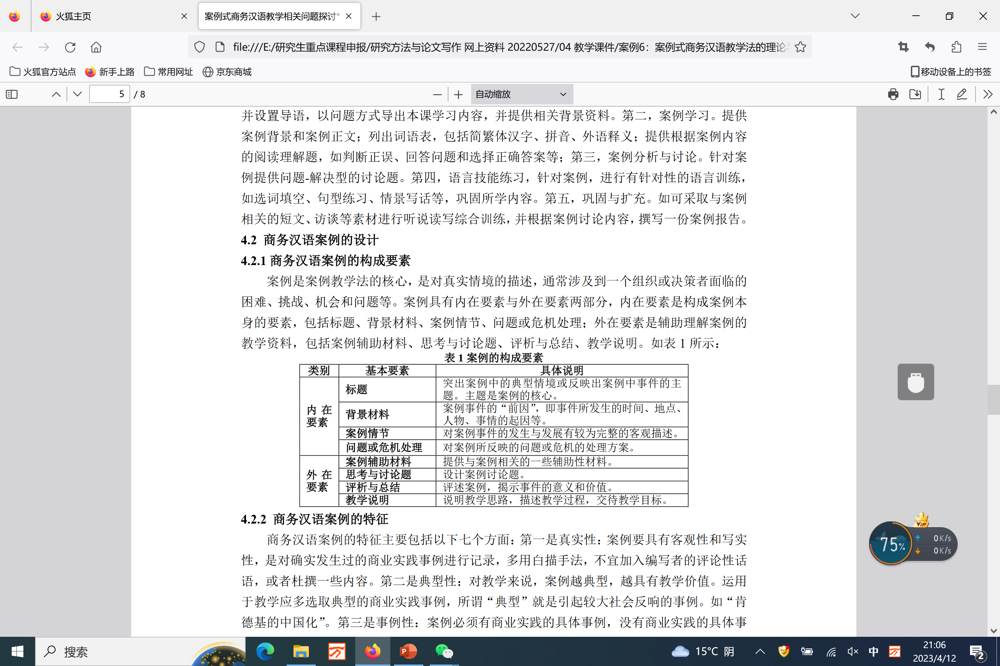 火狐主页
案例式商务汉语教学相关问题探讨*
file:///E:/研究生重点课程申报/研究方法与论文写作 网上资料 20220527/04 教学课件/案例6：案例式商务汉语教学法的理论
火狐官方站点 新手上路 常用网址 京东商城 移动设备上的书签
5 / 8 自动缩放
并设置导语，以问题方式导出本课学习内容，并提供相关背景资料。第二，案例学习。提供
案例背景和案例正文；列出词语表，包括简繁体汉字、拼音、外语释义；提供根据案例内容
的阅读理解题，如判断正误、回答问题和选择正确答案等；第三，案例分析与讨论。针对案
例提供问题-解决型的讨论题。第四，语言技能练习，针对案例，进行有针对性的语言训练，
如选词填空、句型练习、情景写话等，巩固所学内容。第五，巩固与扩充。如可采取与案例
相关的短文、访谈等素材进行听说读写综合训练，并根据案例讨论内容，撰写一份案例报告。
4.2 商务汉语案例的设计
4.2.1 商务汉语案例的构成要素
案例是案例教学法的核心，是对真实情境的描述，通常涉及到一个组织或决策者面临的
困难、挑战、机会和问题等。案例具有内在要素与外在要素两部分，内在要素是构成案例本
身的要素，包括标题、背景材料、案例情节、问题或危机处理；外在要素是辅助理解案例的
教学资料，包括案例辅助材料、思考与讨论题、评析与总结、教学说明。如表 1 所示：
表 1 案例的构成要素
类别 基本要素 具体说明
内 在
要素
标题
突出案例中的典型情境或反映出案例中事件的主
题。主题是案例的核心。
背景材料
案例事件的“前因”，即事件所发生的时间、地点、
人物、事情的起因等。
案例情节 对案例事件的发生与发展有较为完整的客观描述。
问题或危机处理 对案例所反映的问题或危机的处理方案。
外 在
要素
案例辅助材料 提供与案例相关的一些辅助性材料。
思考与讨论题 设计案例讨论题。
评析与总结 评述案例，揭示事件的意义和价值。
教学说明 说明教学思路，描述教学过程，交待教学目标。
4.2.2 商务汉语案例的特征
商务汉语案例的特征主要包括以下七个方面：第一是真实性：案例要具有客观性和写实
性，是对确实发生过的商业实践事例进行记录，多用白描手法，不宜加入编写者的评论性话
语，或者杜撰一些内容。第二是典型性：对教学来说，案例越典型，越具有教学价值。运用
于教学应多选取典型的商业实践事例，所谓“典型”就是引起较大社会反响的事例。如“肯
德基的中国化”。第三是事例性：案例必须有商业实践的具体事例，没有商业实践的具体事
VIP
75%
0K/s
0K/s
搜索
15°C 阴
中
21:06
2023/4/12
2